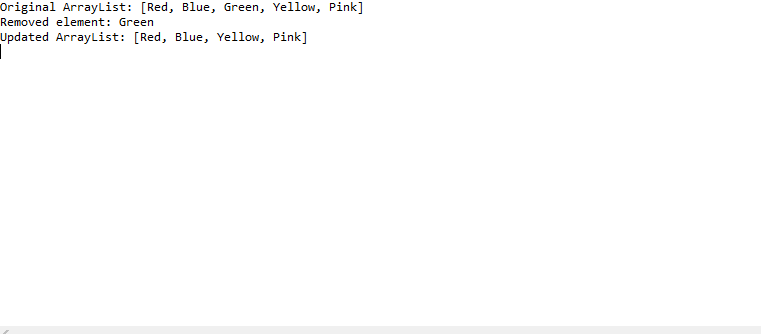 Original ArrayList: [Red, Blue, Green, Yellow, Pink]
Removed element: Green
Updated ArrayList: [Red, Blue, Yellow, Pink]